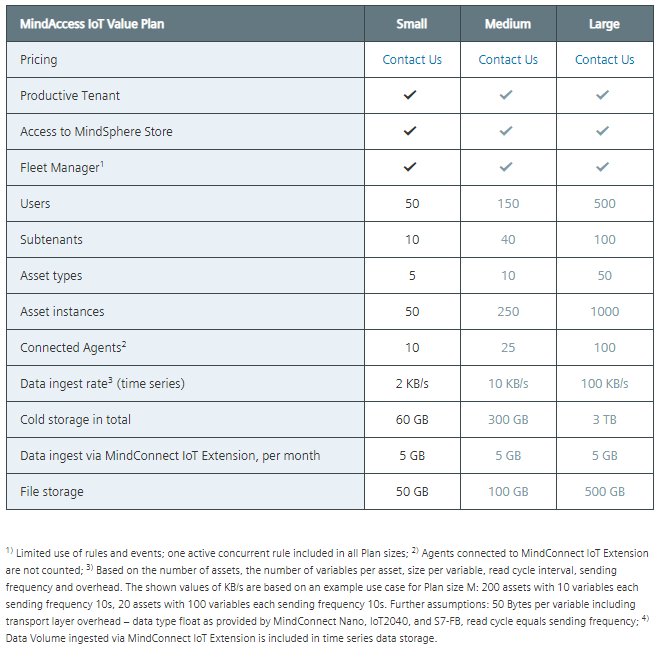 MindAccess IoT Value Plan Small Medium Large
Pricing Contact Us Contact Us Contact Us
Productive Tenant ✓ ✓ ✓
Access to MindSphere Store ✓ ✓ ✓
Fleet Manager¹ ✓ ✓ ✓
Users 50 150 500
Subtenants 10 40 100
Asset types 5 10 50
Asset instances 50 250 1000
Connected Agents² 10 25 100
Data ingest rate³ (time series) 2 KB/s 10 KB/s 100 KB/s
Cold storage in total 60 GB 300 GB 3 TB
Data ingest via MindConnect IoT Extension, per month 5 GB 5 GB 5 GB
File storage 50 GB 100 GB 500 GB
¹⁾ Limited use of rules and events; one active concurrent rule included in all Plan sizes; ²⁾ Agents connected to MindConnect IoT Extension
are not counted; ³⁾ Based on the number of assets, the number of variables per asset, size per variable, read cycle interval, sending
frequency and overhead. The shown values of KB/s are based on an example use case for Plan size M: 200 assets with 10 variables each
sending frequency 10s, 20 assets with 100 variables each sending frequency 10s. Further assumptions: 50 Bytes per variable including
transport layer overhead – data type float as provided by MindConnect Nano, IoT2040, and S7-FB, read cycle equals sending frequency; ⁴⁾
Data Volume ingested via MindConnect IoT Extension is included in time series data storage.